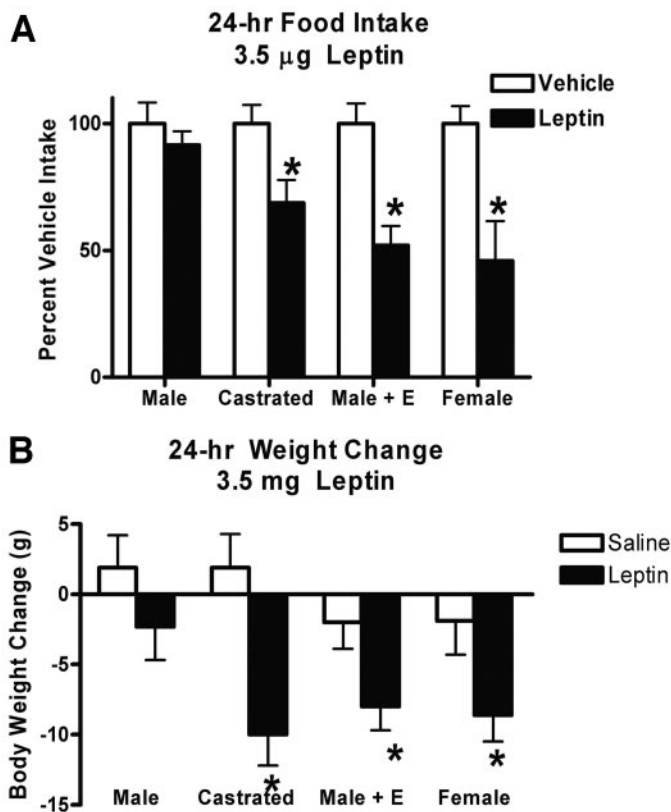 A
24-hr Food Intake
3.5 µg Leptin
Vehicle
Leptin
Percent Vehicle Intake
100
50
0
*
*
*
Male Castrated Male + E Female
B
24-hr Weight Change
3.5 mg Leptin
Saline
Leptin
Body Weight Change (g)
5
0
-5
-10
-15
*
*
*
Male Castrated Male + E Female